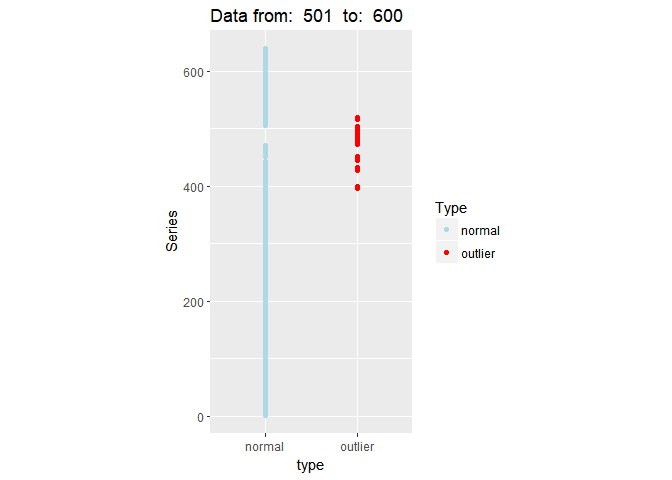 Data from:  501  to:  600
600
400
200
0
Series
normal
outlier
type
Type
normal
outlier